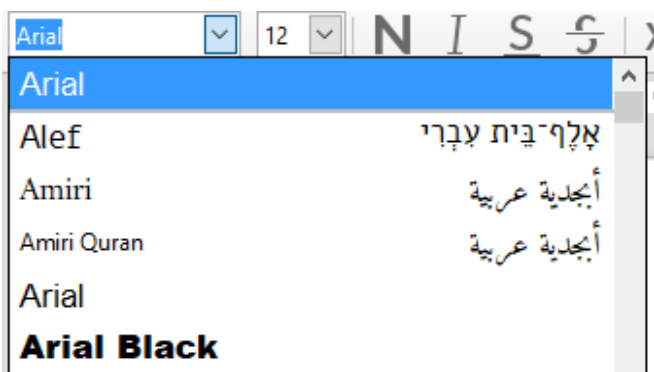 Arial 12 N I S S
Arial
Alef אָלֶף־בֵּית עִבְרִי
Amiri أبجدية عربية
Amiri Quran أبجدية عربية
Arial
Arial Black